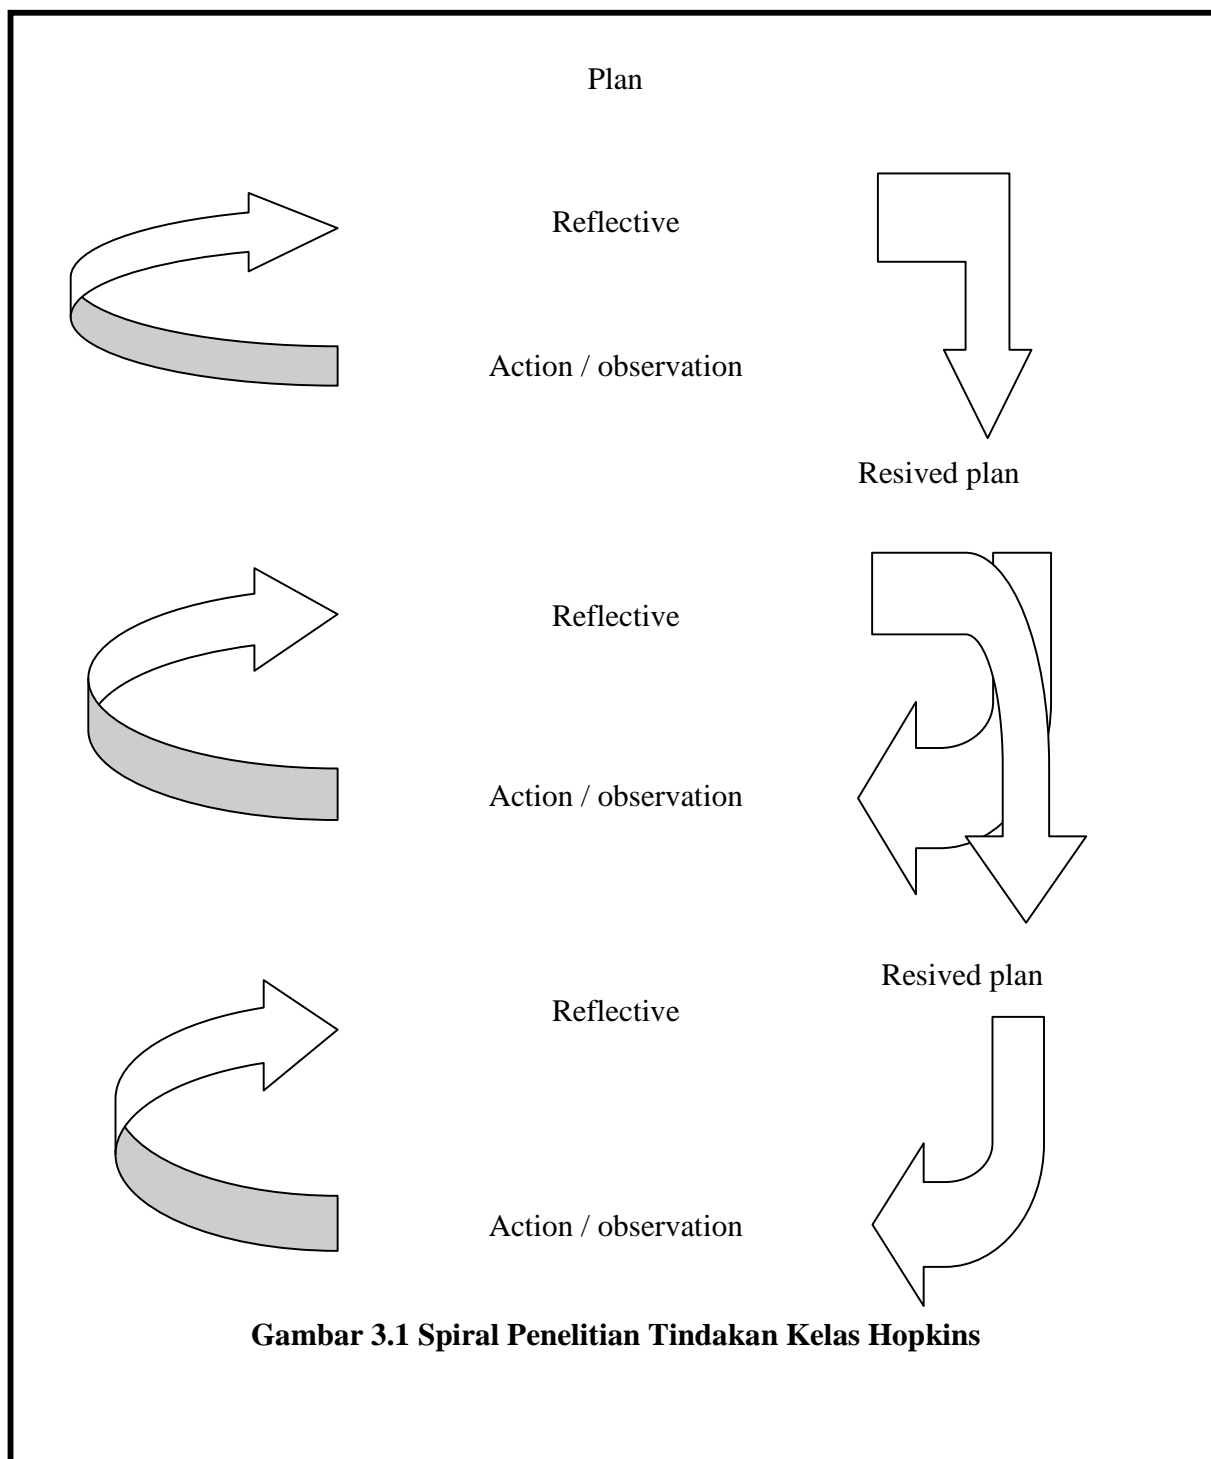 Plan
Reflective
Action / observation
Resived plan
Reflective
Action / observation
Resived plan
Reflective
Action / observation
Gambar 3.1 Spiral Penelitian Tindakan Kelas Hopkins